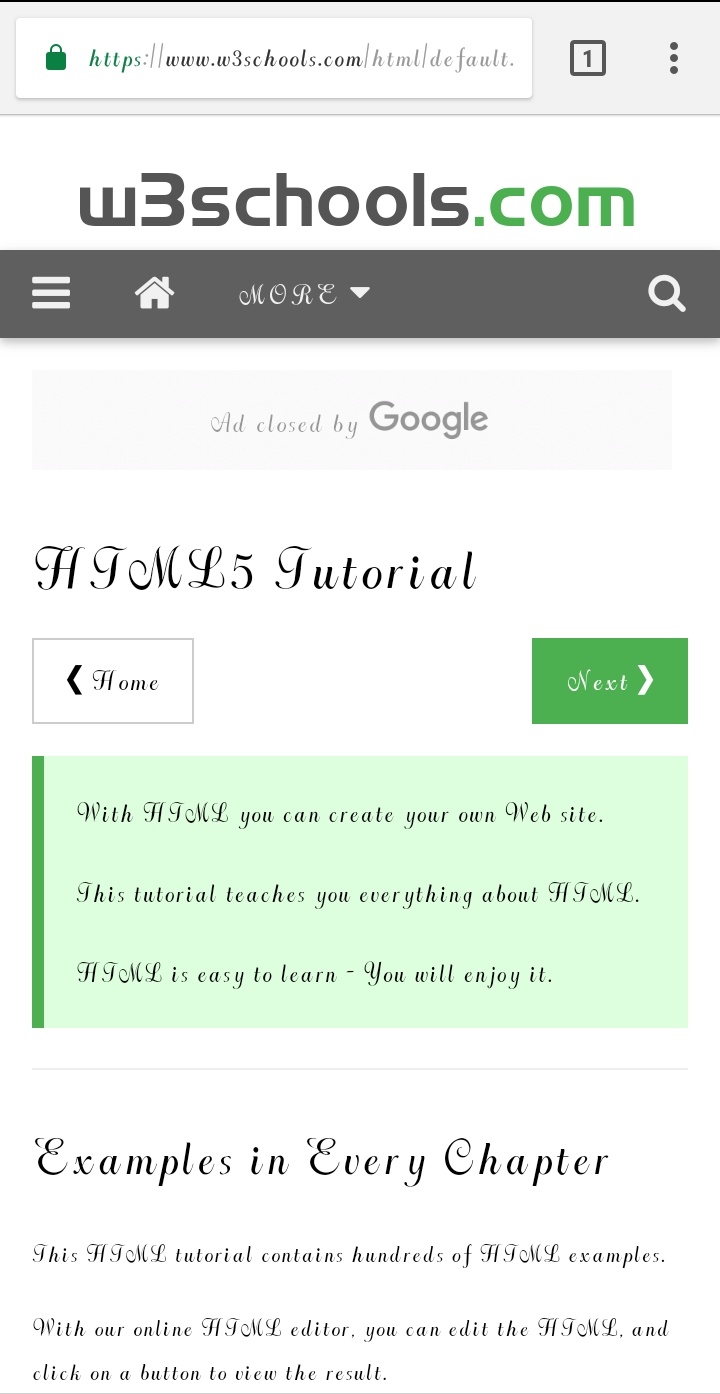 https://www.w3schools.com/html/default.
1
w3schools.com
MORE
Ad closed by Google
HTML5 Tutorial
❮ Home
Next ❯
With HTML you can create your own Web site.
This tutorial teaches you everything about HTML.
HTML is easy to learn - You will enjoy it.
Examples in Every Chapter
This HTML tutorial contains hundreds of HTML examples.
With our online HTML editor, you can edit the HTML, and
click on a button to view the result.